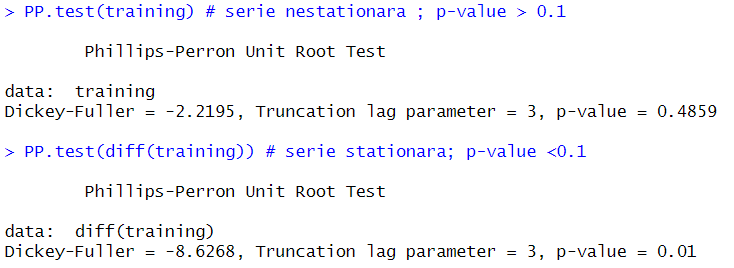 > PP.test(training) # serie nestationara ; p-value > 0.1
Phillips-Perron Unit Root Test
data:  training
Dickey-Fuller = -2.2195, Truncation lag parameter = 3, p-value = 0.4859
> PP.test(diff(training)) # serie stationara; p-value <0.1
Phillips-Perron Unit Root Test
data:  diff(training)
Dickey-Fuller = -8.6268, Truncation lag parameter = 3, p-value = 0.01